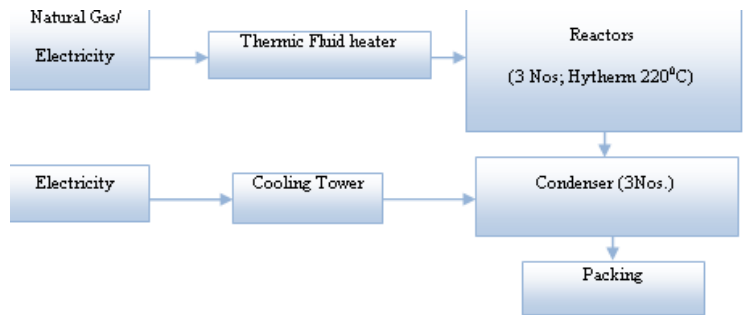 Natural Gas/
Electricity
Thermic Fluid heater
Reactors
(3 Nos; Hytherm 220⁰C)
Electricity
Cooling Tower
Condenser (3Nos.)
Packing